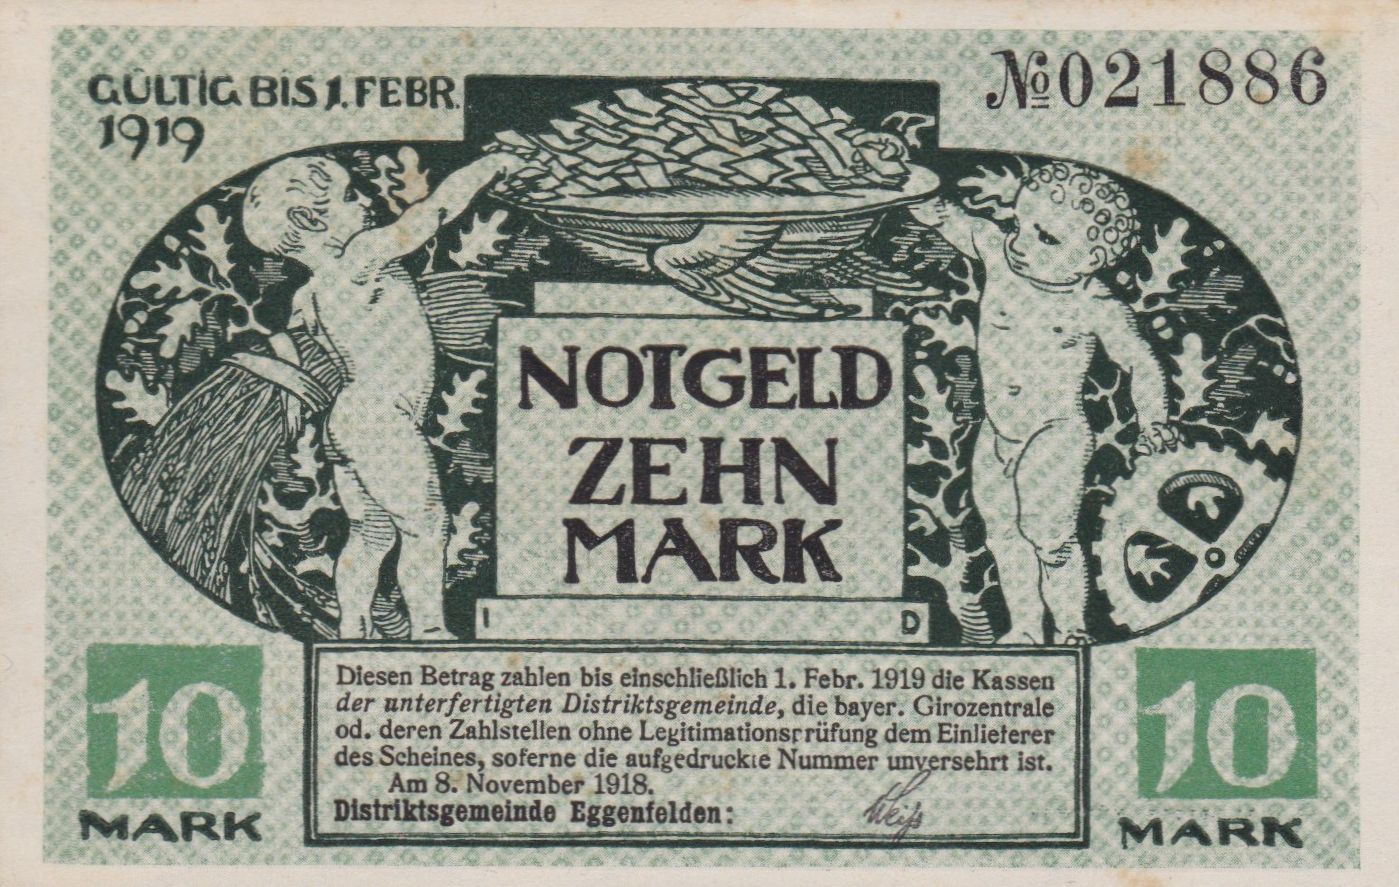 GÜLTIG BIS 1. FEBR.
1919
№ 021886
NOTGELD
ZEHN
MARK
I D
10
MARK
Diesen Betrag zahlen bis einschließlich 1. Febr. 1919 die Kassen
der unterfertigten Distriktsgemeinde, die bayer. Girozentrale
od. deren Zahlstellen ohne Legitimationsprüfung dem Einlieferer
des Scheines, soferne die aufgedruckte Nummer unversehrt ist.
Am 8. November 1918.
Distriktsgemeinde Eggenfelden:
10
MARK